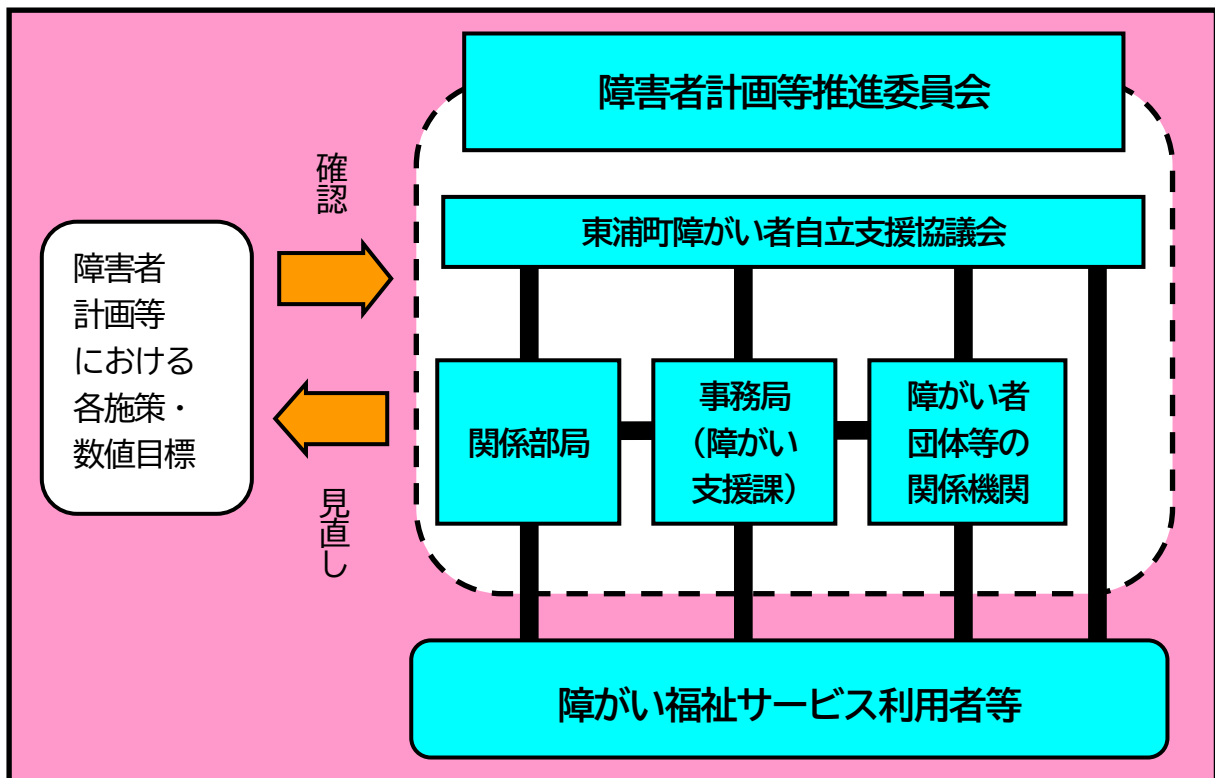 障害者計画等推進委員会
確認
東浦町障がい者自立支援協議会
障害者
計画等
における
各施策・
数値目標
関係部局
事務局
（障がい
支援課）
障がい者
団体等の
関係機関
見直し
障がい福祉サービス利用者等